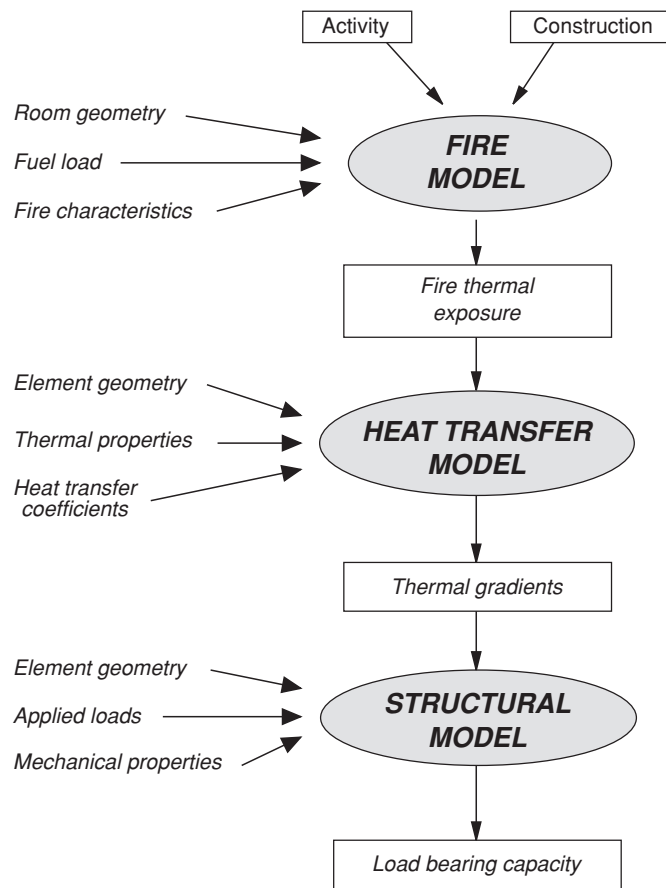 Activity
Construction
Room geometry
Fuel load
Fire characteristics
FIRE
MODEL
Fire thermal
exposure
Element geometry
Thermal properties
Heat transfer
coefficients
HEAT TRANSFER
MODEL
Thermal gradients
Element geometry
Applied loads
Mechanical properties
STRUCTURAL
MODEL
Load bearing capacity